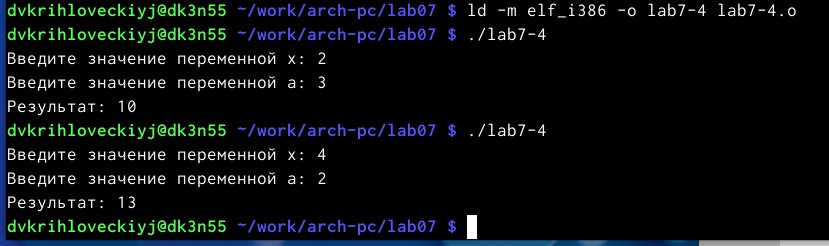 dvkrihloveckiyj@dk3n55 ~/work/arch-pc/lab07 $ ld -m elf_i386 -o lab7-4 lab7-4.o
dvkrihloveckiyj@dk3n55 ~/work/arch-pc/lab07 $ ./lab7-4
Введите значение переменной x: 2
Введите значение переменной a: 3
Результат: 10
dvkrihloveckiyj@dk3n55 ~/work/arch-pc/lab07 $ ./lab7-4
Введите значение переменной x: 4
Введите значение переменной a: 2
Результат: 13
dvkrihloveckiyj@dk3n55 ~/work/arch-pc/lab07 $